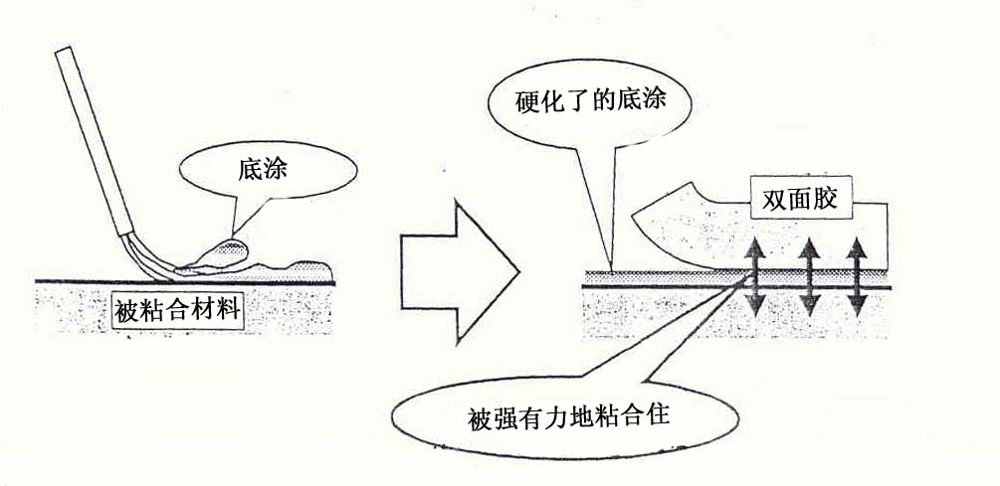 底涂
被粘合材料
硬化了的底涂
双面胶
被强有力地粘合住